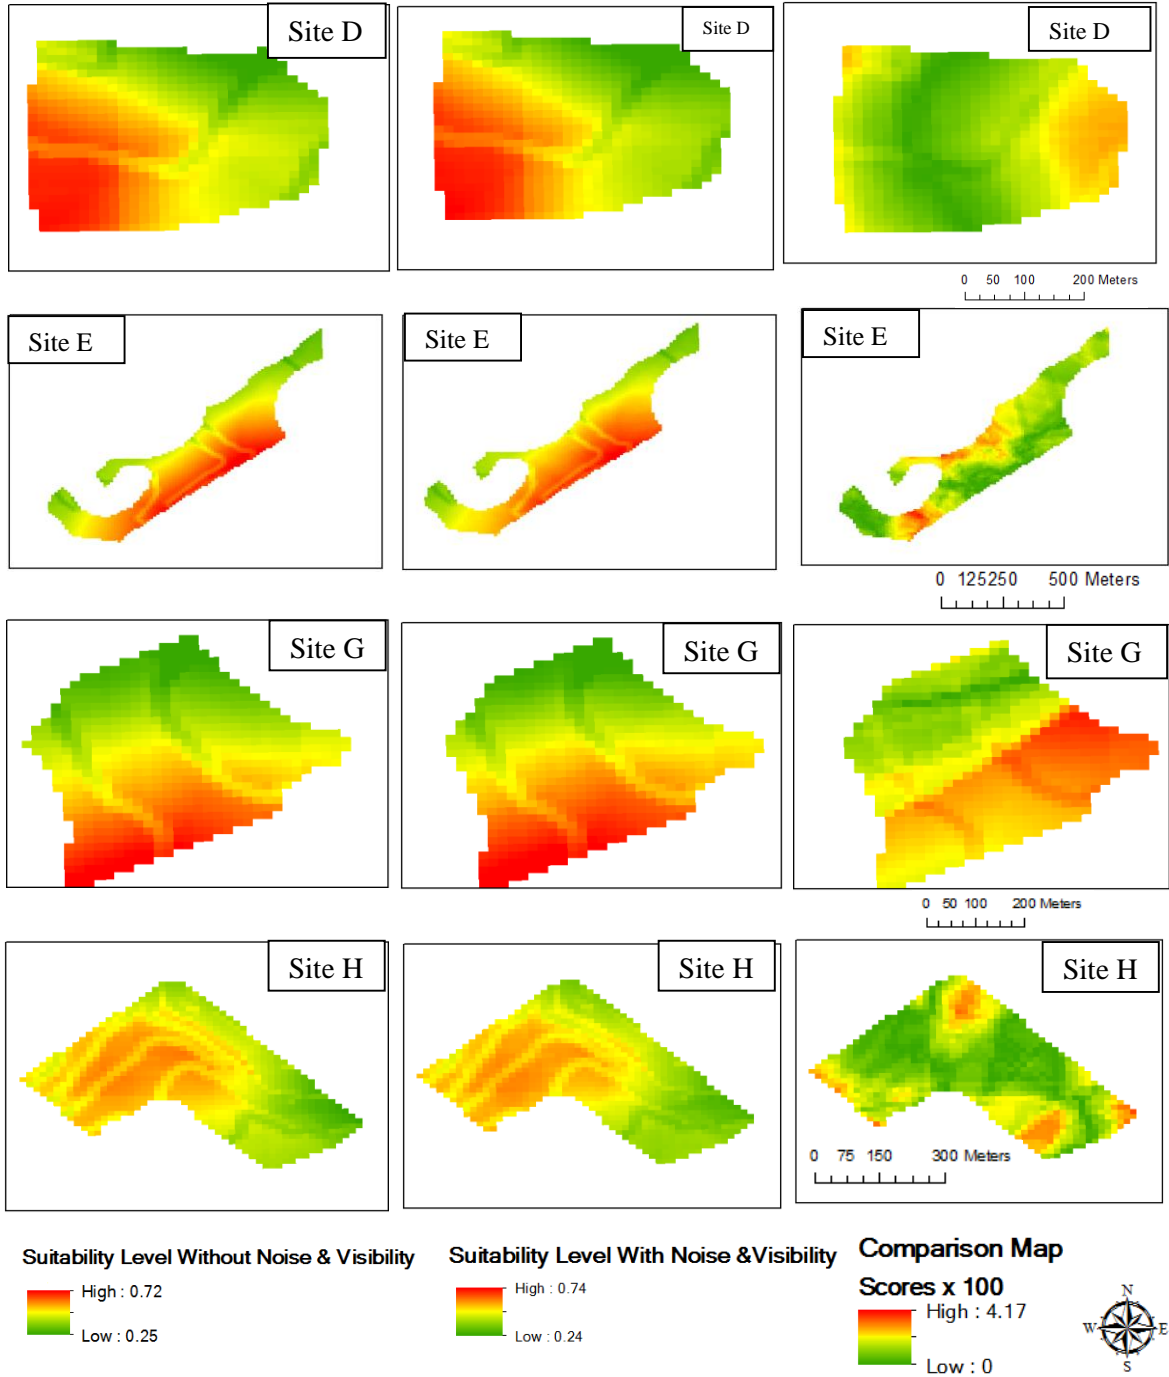 Site D
Site D
Site D
0 50 100 200 Meters
Site E
Site E
Site E
0 125250 500 Meters
Site G
Site G
Site G
0 50 100 200 Meters
Site H
Site H
Site H
0 75 150 300 Meters
Suitability Level Without Noise & Visibility
High : 0.72
Low : 0.25
Suitability Level With Noise &Visibility
High : 0.74
Low : 0.24
Comparison Map
Scores x 100
High : 4.17
Low : 0
N
W E
S